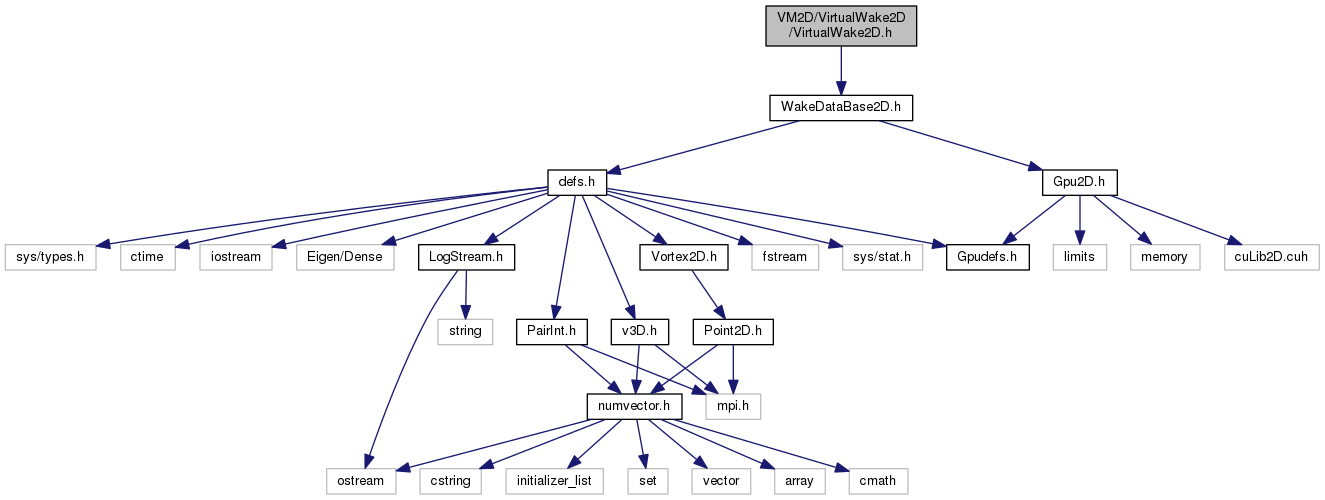 VM2D/VirtualWake2D
/VirtualWake2D.h
WakeDataBase2D.h
defs.h
Gpu2D.h
sys/types.h
ctime
iostream
Eigen/Dense
LogStream.h
Vortex2D.h
fstream
sys/stat.h
Gpudefs.h
limits
memory
cuLib2D.cuh
string
PairInt.h
v3D.h
Point2D.h
numvector.h
mpi.h
ostream
cstring
initializer_list
set
vector
array
cmath